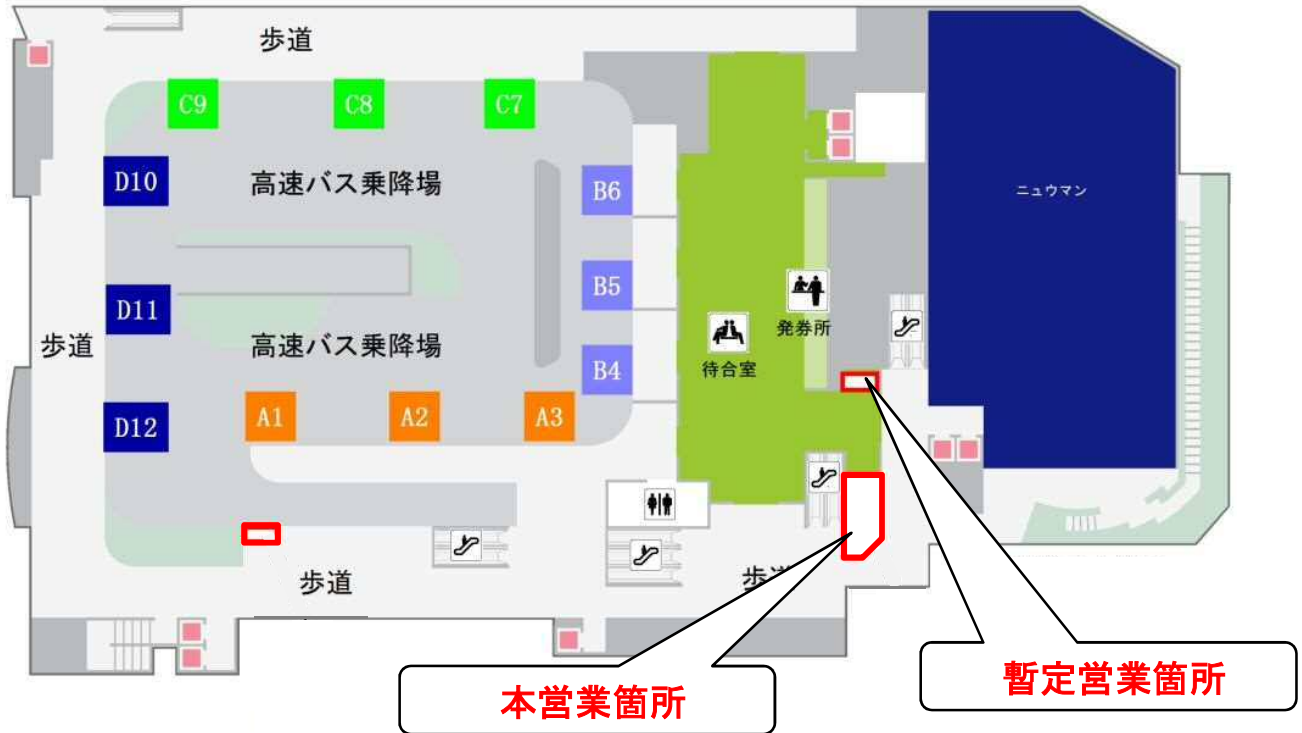 歩道
C9
C8
C7
D10
高速バス乗降場
B6
ニュウマン
B5
D11
発券所
歩道
高速バス乗降場
待合室
B4
A1
A2
A3
D12
歩道
歩道
本営業箇所
暫定営業箇所